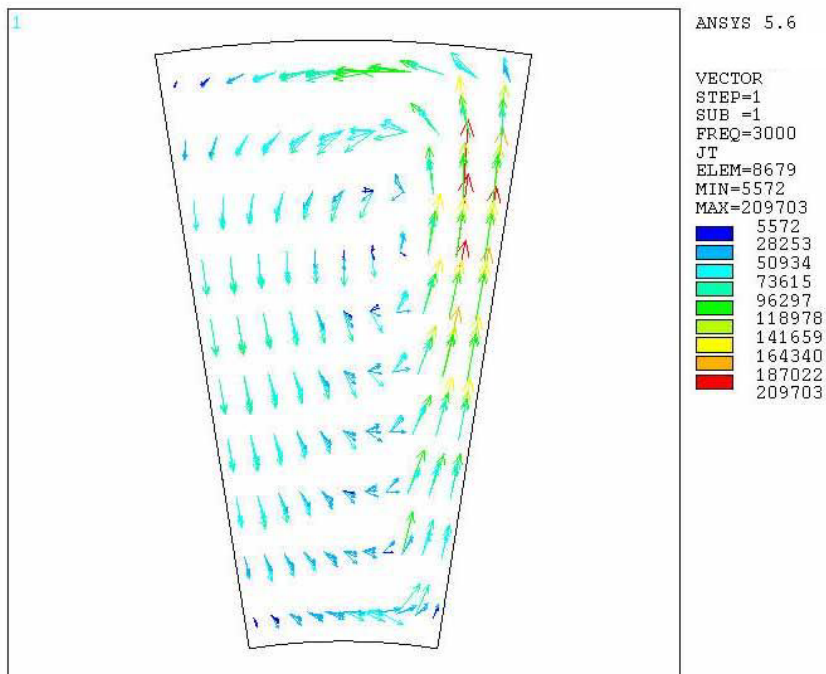 1
ANSYS 5.6
VECTOR
STEP=1
SUB =1
FREQ=3000
JT
ELEM=8679
MIN=5572
MAX=209703
5572
28253
50934
73615
96297
118978
141659
164340
187022
209703